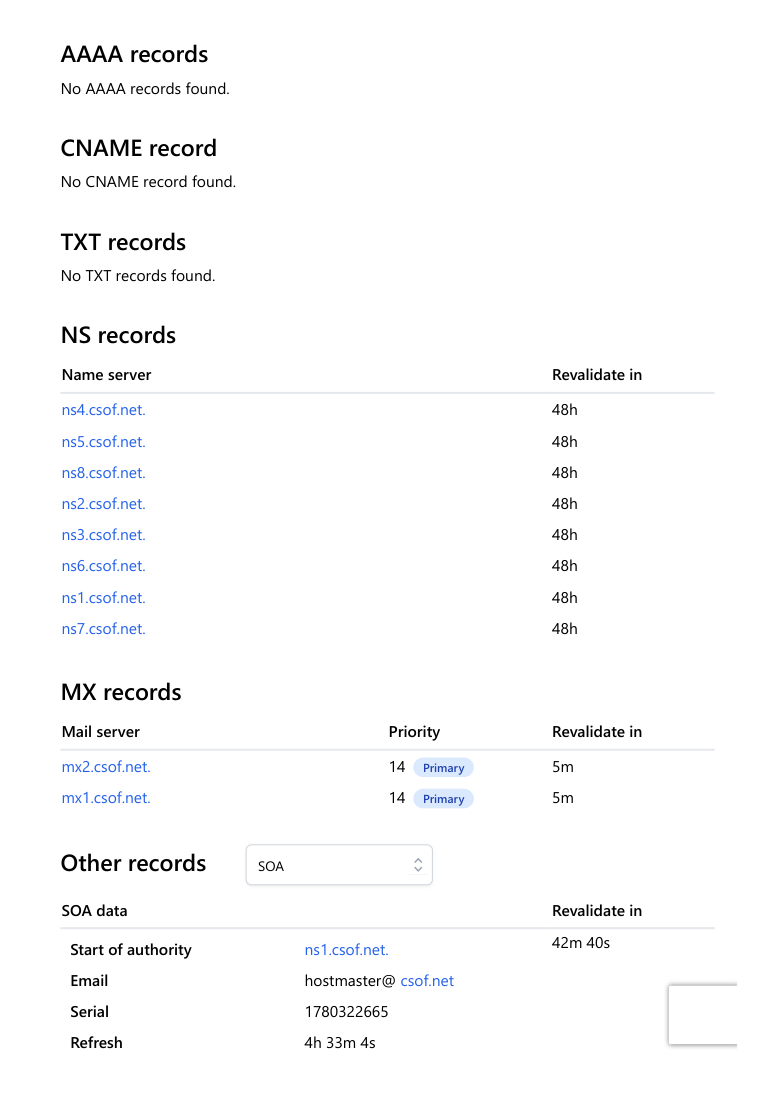 AAAA records
No AAAA records found.
CNAME record
No CNAME record found.
TXT records
No TXT records found.
NS records
Name server Revalidate in
ns4.csof.net. 48h
ns5.csof.net. 48h
ns8.csof.net. 48h
ns2.csof.net. 48h
ns3.csof.net. 48h
ns6.csof.net. 48h
ns1.csof.net. 48h
ns7.csof.net. 48h
MX records
Mail server Priority Revalidate in
mx2.csof.net. 14 Primary 5m
mx1.csof.net. 14 Primary 5m
Other records SOA
SOA data Revalidate in
Start of authority ns1.csof.net. 42m 40s
Email hostmaster@ csof.net
Serial 1780322665
Refresh 4h 33m 4s